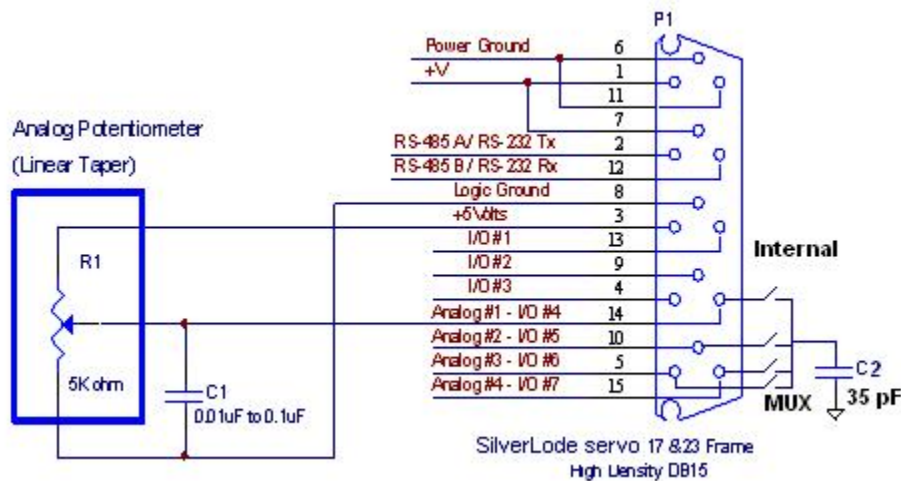 P1
Power Ground 6
+V 1
11
7
RS-485 A/ RS-232 Tx 2
RS-485 B/ RS-232 Rx 12
Logic Ground 8
+5Volts 3
I/O #1 13
I/O #2 9
I/O #3 4
Analog #1 - I/O #4 14
Analog #2 - I/O #5 10
Analog #3 - I/O #6 5
Analog #4 - I/O #7 15
Analog Potentiometer
(Linear Taper)
R1
5K ohm
C1
0.01uF to 0.1uF
Internal
MUX
C2
35 pF
SilverLode servo 17 & 23 Frame
High Density DB15